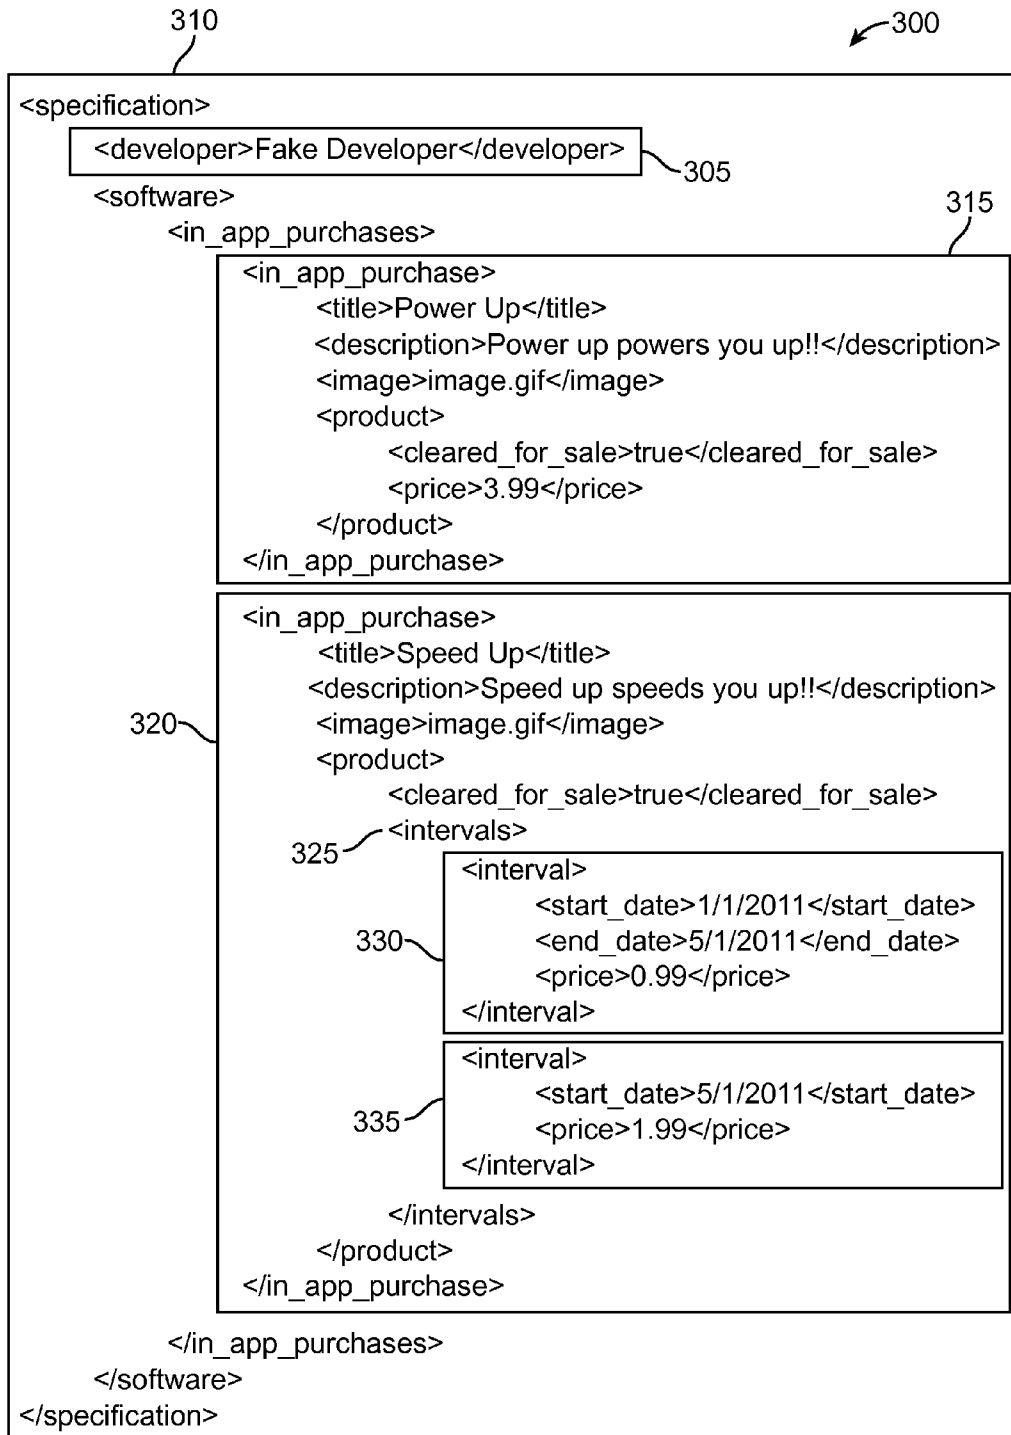 310
300
<specification>
<developer>Fake Developer</developer>
305
<software>
315
<in_app_purchases>
<in_app_purchase>
<title>Power Up</title>
<description>Power up powers you up!!</description>
<image>image.gif</image>
<product>
<cleared_for_sale>true</cleared_for_sale>
<price>3.99</price>
</product>
</in_app_purchase>
<in_app_purchase>
<title>Speed Up</title>
<description>Speed up speeds you up!!</description>
320
<image>image.gif</image>
<product>
<cleared_for_sale>true</cleared_for_sale>
325
<intervals>
<interval>
<start_date>1/1/2011</start_date>
330
<end_date>5/1/2011</end_date>
<price>0.99</price>
</interval>
<interval>
<start_date>5/1/2011</start_date>
335
<price>1.99</price>
</interval>
</intervals>
</product>
</in_app_purchase>
</in_app_purchases>
</software>
</specification>